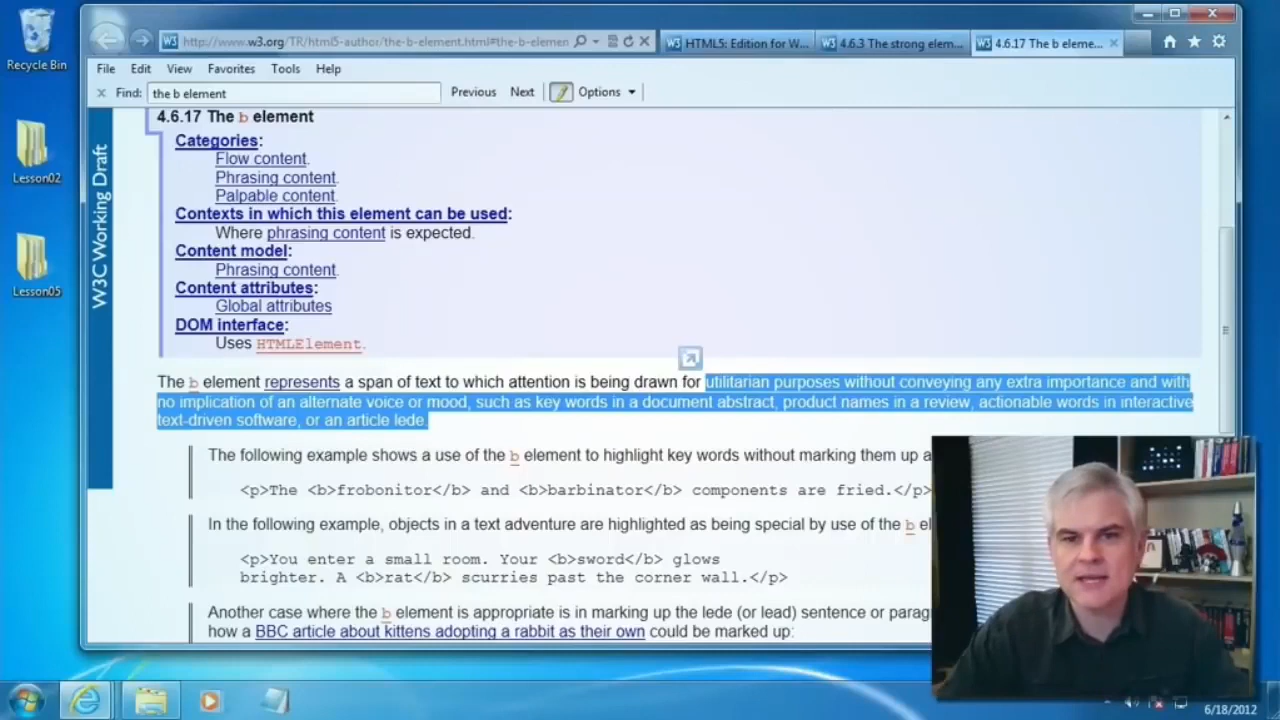 Recycle Bin
Lesson02
Lesson05
http://www.w3.org/TR/html5-author/the-b-element.html#the-b-elemen
HTML5: Edition for W...
4.6.3 The strong elem...
4.6.17 The b eleme...
File Edit View Favorites Tools Help
Find: the b element Previous Next Options
W3C Working Draft
4.6.17 The b element
Categories:
Flow content.
Phrasing content.
Palpable content.
Contexts in which this element can be used:
Where phrasing content is expected.
Content model:
Phrasing content.
Content attributes:
Global attributes
DOM interface:
Uses HTMLElement.
The b element represents a span of text to which attention is being drawn for utilitarian purposes without conveying any extra importance and with
no implication of an alternate voice or mood, such as key words in a document abstract, product names in a review, actionable words in interactive
text-driven software, or an article lede.
The following example shows a use of the b element to highlight key words without marking them up a
<p>The <b>frobonitor</b> and <b>barbinator</b> components are fried.</p>
In the following example, objects in a text adventure are highlighted as being special by use of the b el
<p>You enter a small room. Your <b>sword</b> glows
brighter. A <b>rat</b> scurries past the corner wall.</p>
Another case where the b element is appropriate is in marking up the lede (or lead) sentence or parag
how a BBC article about kittens adopting a rabbit as their own could be marked up:
6/18/2012